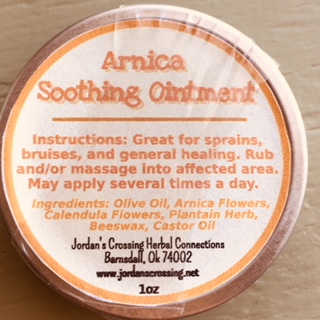 Arnica
Soothing Ointment
Instructions: Great for sprains,
bruises, and general healing. Rub
and/or massage into affected area.
May apply several times a day.
Ingredients: Olive Oil, Arnica Flowers,
Calendula Flowers, Plantain Herb,
Beeswax, Castor Oil
Jordan's Crossing Herbal Connections
Barnsdall, Ok 74002
www.jordanscrossing.net
1oz